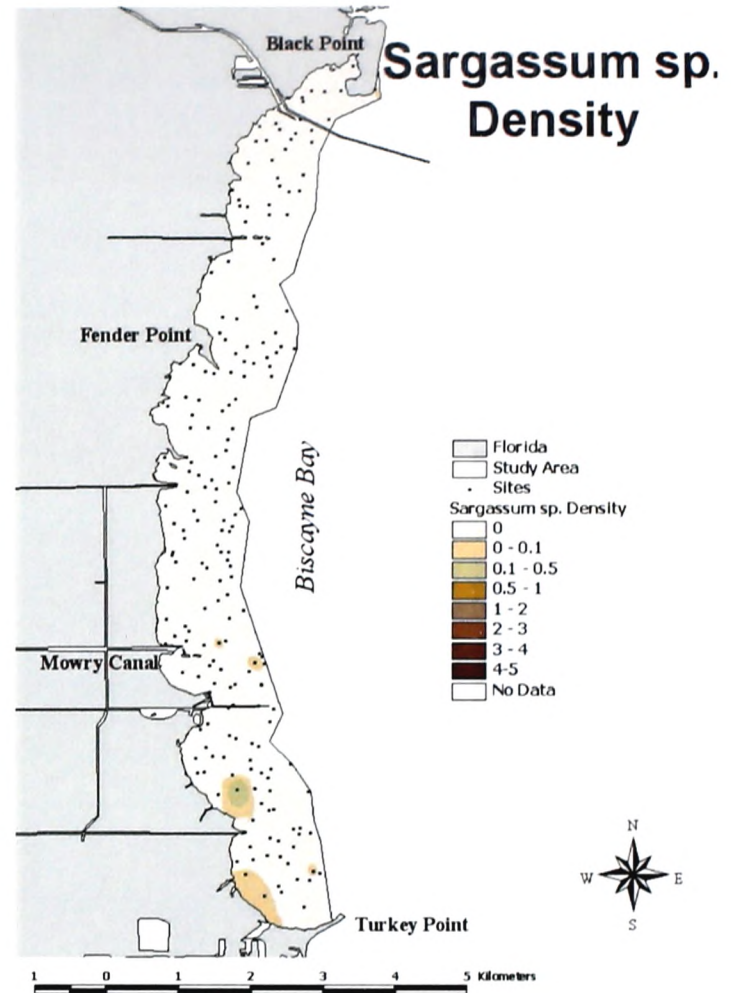 Black Point
Sargassum sp.
Density
Fender Point
Biscayne Bay
Florida
Study Area
Sites
Sargassum sp. Density
0
0 - 0.1
0.1 - 0.5
0.5 - 1
1 - 2
2 - 3
3 - 4
4-5
No Data
Mowry Canal
N
W E
S
Turkey Point
1 0 1 2 3 4 5 Kilometers